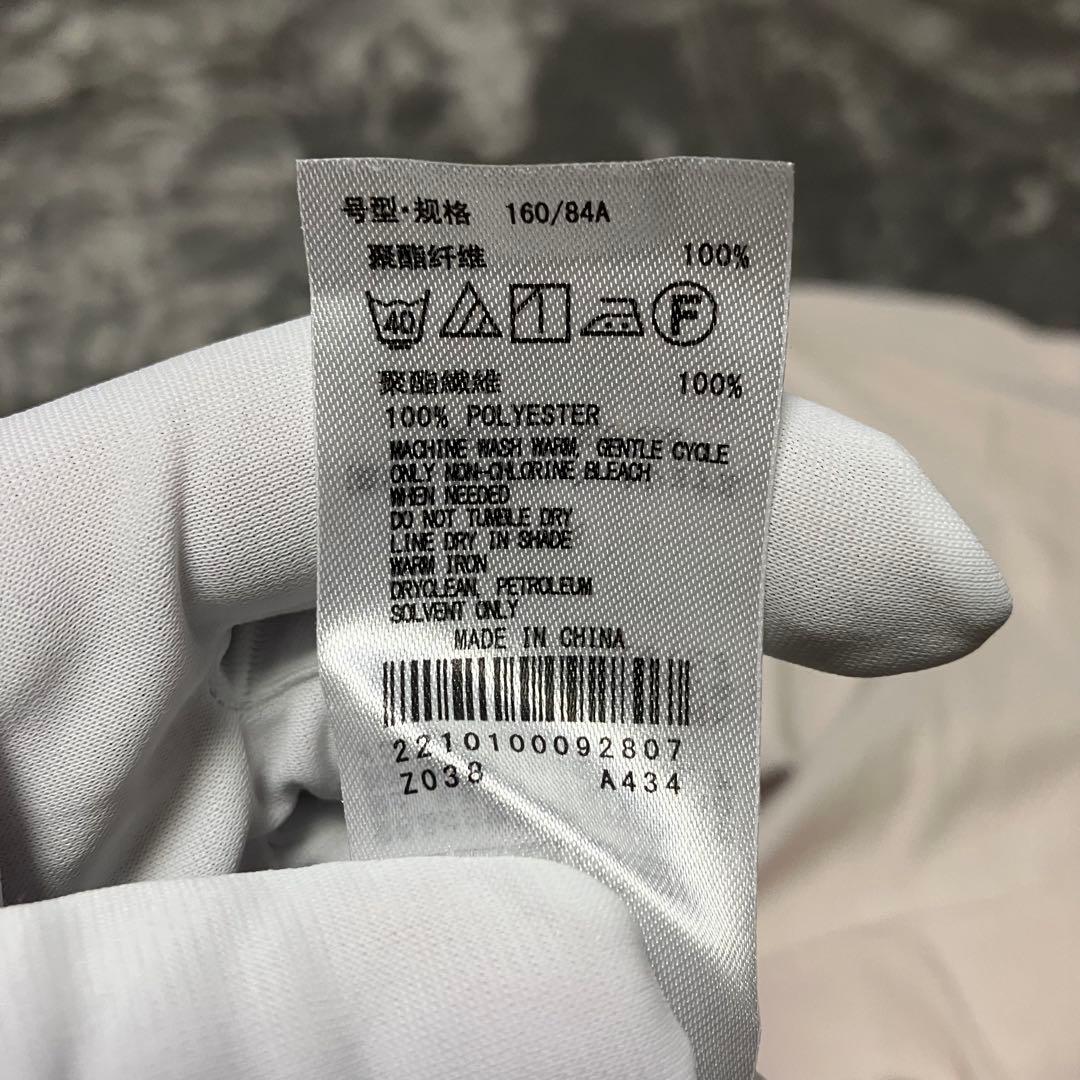 号型·规格 160/84A
聚酯纤维 100%
40 F
聚酯纖維 100%
100% POLYESTER
MACHINE WASH WARM, GENTLE CYCLE
ONLY NON-CHLORINE BLEACH
WHEN NEEDED
DO NOT TUMBLE DRY
LINE DRY IN SHADE
WARM IRON
DRYCLEAN, PETROLEUM
SOLVENT ONLY
MADE IN CHINA
2210100092807
Z038 A434